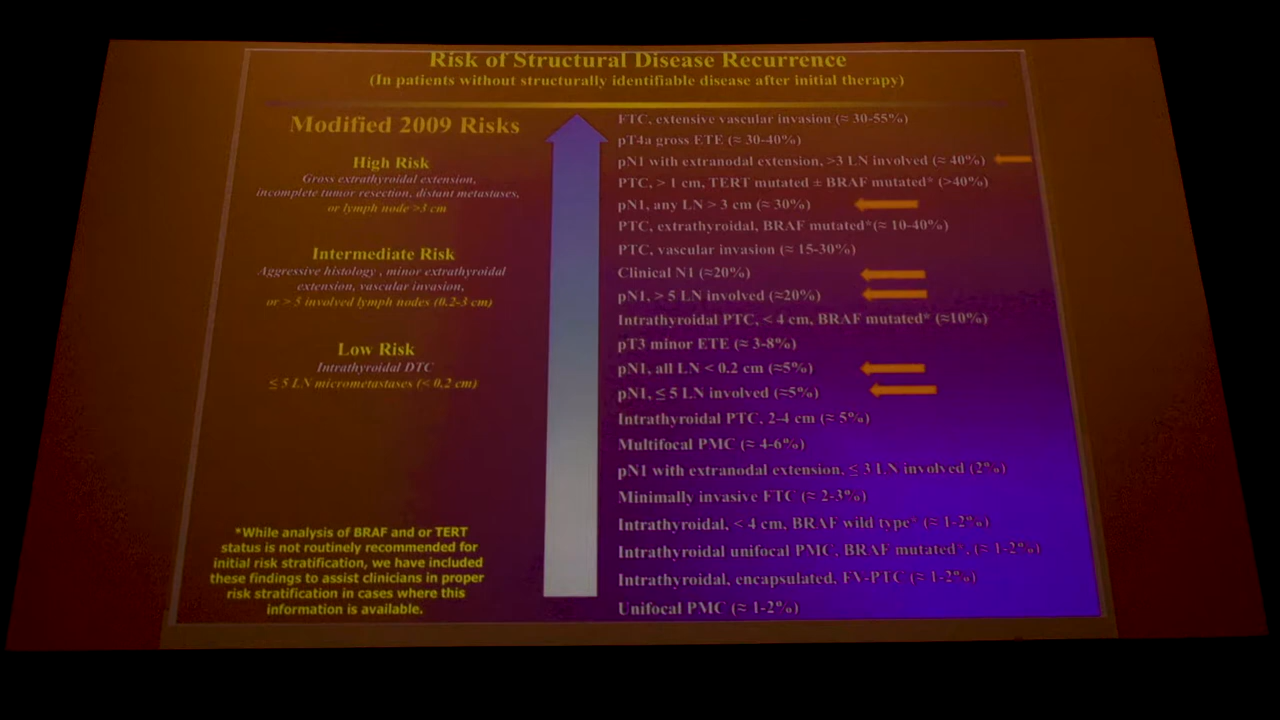 Risk of Structural Disease Recurrence
(In patients without structurally identifiable disease after initial therapy)
Modified 2009 Risks
High Risk
Gross extrathyroidal extension,
incomplete tumor resection, distant metastases,
or lymph node >3 cm
Intermediate Risk
Aggressive histology , minor extrathyroidal
extension, vascular invasion,
or > 5 involved lymph nodes (0.2-3 cm)
Low Risk
Intrathyroidal DTC
≤ 5 LN micrometastases (< 0.2 cm)
*While analysis of BRAF and or TERT
status is not routinely recommended for
initial risk stratification, we have included
these findings to assist clinicians in proper
risk stratification in cases where this
information is available.
FTC, extensive vascular invasion (≈ 30-55%)
pT4a gross ETE (≈ 30-40%)
pN1 with extranodal extension, >3 LN involved (≈ 40%)
PTC, > 1 cm, TERT mutated ± BRAF mutated* (>40%)
pN1, any LN > 3 cm (≈ 30%)
PTC, extrathyroidal, BRAF mutated*(≈ 10-40%)
PTC, vascular invasion (≈ 15-30%)
Clinical N1 (≈20%)
pN1, > 5 LN involved (≈20%)
Intrathyroidal PTC, < 4 cm, BRAF mutated* (≈10%)
pT3 minor ETE (≈ 3-8%)
pN1, all LN < 0.2 cm (≈5%)
pN1, ≤ 5 LN involved (≈5%)
Intrathyroidal PTC, 2-4 cm (≈ 5%)
Multifocal PMC (≈ 4-6%)
pN1 with extranodal extension, ≤ 3 LN involved (2%)
Minimally invasive FTC (≈ 2-3%)
Intrathyroidal, < 4 cm, BRAF wild type* (≈ 1-2%)
Intrathyroidal unifocal PMC, BRAF mutated*, (≈ 1-2%)
Intrathyroidal, encapsulated, FV-PTC (≈ 1-2%)
Unifocal PMC (≈ 1-2%)